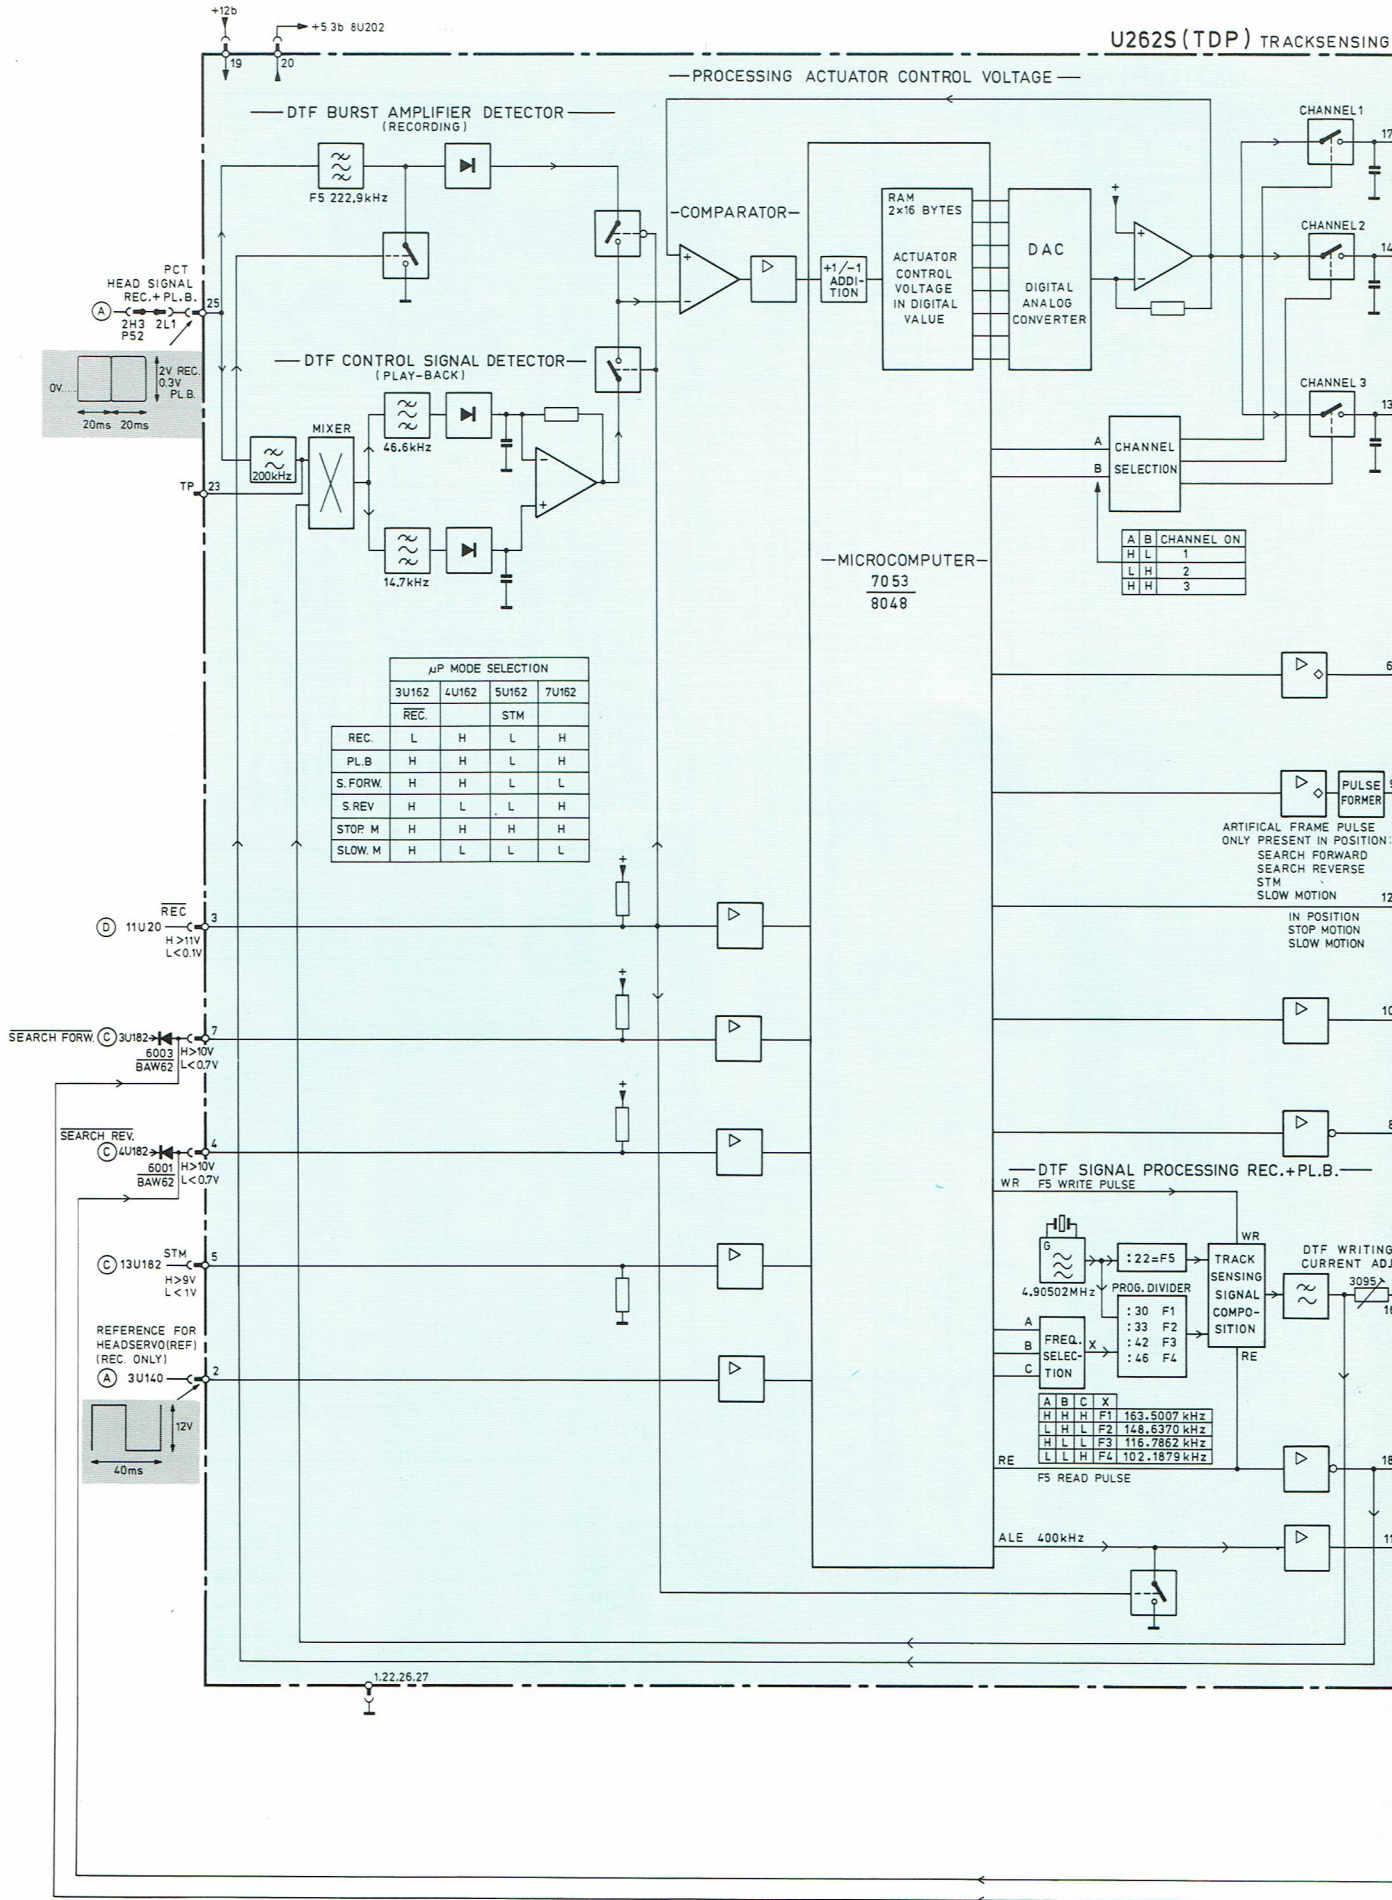 +12b
+5.3b 8U202
U262S (TDP) TRACKSENSING
19
20
PROCESSING ACTUATOR CONTROL VOLTAGE
DTF BURST AMPLIFIER DETECTOR
(RECORDING)
CHANNEL 1
17
F5 222,9kHz
COMPARATOR
RAM
2x16 BYTES
ACTUATOR
CONTROL
VOLTAGE
IN DIGITAL
VALUE
DAC
DIGITAL
ANALOG
CONVERTER
+
+
−
CHANNEL 2
14
+
−
+1/-1
ADDI-
TION
PCT
HEAD SIGNAL
REC.+PL.B.
25
A
2H3 2L1
P52
0V....
2V REC.
0.3V
PL.B.
20ms 20ms
DTF CONTROL SIGNAL DETECTOR
(PLAY-BACK)
CHANNEL 3
13
MIXER
46.6kHz
200kHz
TP
23
−
+
14.7kHz
A
B
CHANNEL
SELECTION
A B CHANNEL ON
H L 1
L H 2
H H 3
MICROCOMPUTER
7053
8048
µP MODE SELECTION
3U162 4U162 5U162 7U162
REC. STM
REC. L H L H
PL.B H H L H
S.FORW. H H L L
S.REV H L L H
STOP. M H H H H
SLOW. M H L L L
6
PULSE
FORMER
9
ARTIFICAL FRAME PULSE
ONLY PRESENT IN POSITION:
SEARCH FORWARD
SEARCH REVERSE
STM
SLOW MOTION
12
IN POSITION
STOP MOTION
SLOW MOTION
+
REC
D 11U20
3
H>11V
L<0.1V
+
SEARCH FORW. C 3U182
7
6003
BAW62
H>10V
L<0.7V
10
+
SEARCH REV.
C 4U182
4
6001
BAW62
H>10V
L<0.7V
8
DTF SIGNAL PROCESSING REC.+PL.B.
WR F5 WRITE PULSE
WR
G
4.90502MHz
:22=F5
PROG. DIVIDER
:30 F1
:33 F2
:42 F3
:46 F4
TRACK
SENSING
SIGNAL
COMPO-
SITION
RE
DTF WRITING
CURRENT ADJ
3095
16
STM
C 13U182
5
H>9V
L<1V
A
B
C
FREQ.
SELEC-
TION
X
REFERENCE FOR
HEADSERVO(REF)
(REC. ONLY)
A 3U140
2
12V
40ms
A B C X
H H H F1 163.5007 kHz
L H L F2 148.6370 kHz
H L L F3 116.7862 kHz
L L H F4 102.1879 kHz
RE
F5 READ PULSE
18
ALE 400kHz
11
1.22.26.27